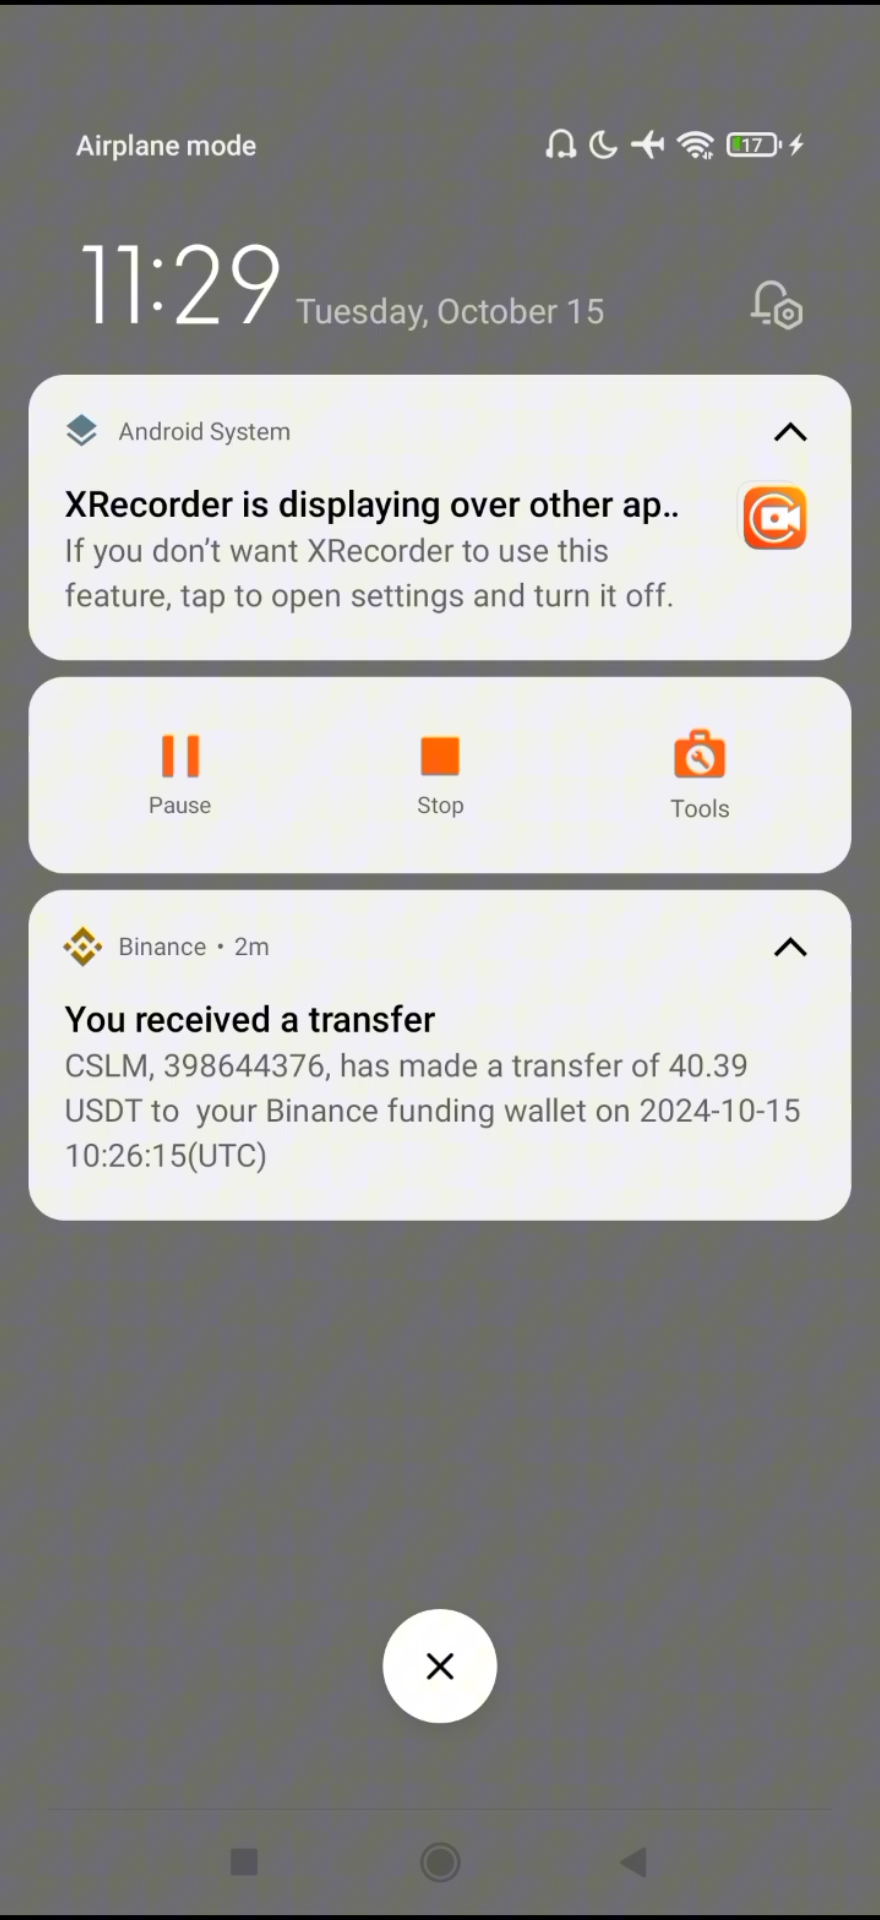 Airplane mode
17
11:29 Tuesday, October 15
Android System
XRecorder is displaying over other ap..
If you don’t want XRecorder to use this
feature, tap to open settings and turn it off.
Pause Stop Tools
Binance • 2m
You received a transfer
CSLM, 398644376, has made a transfer of 40.39
USDT to  your Binance funding wallet on 2024-10-15
10:26:15(UTC)